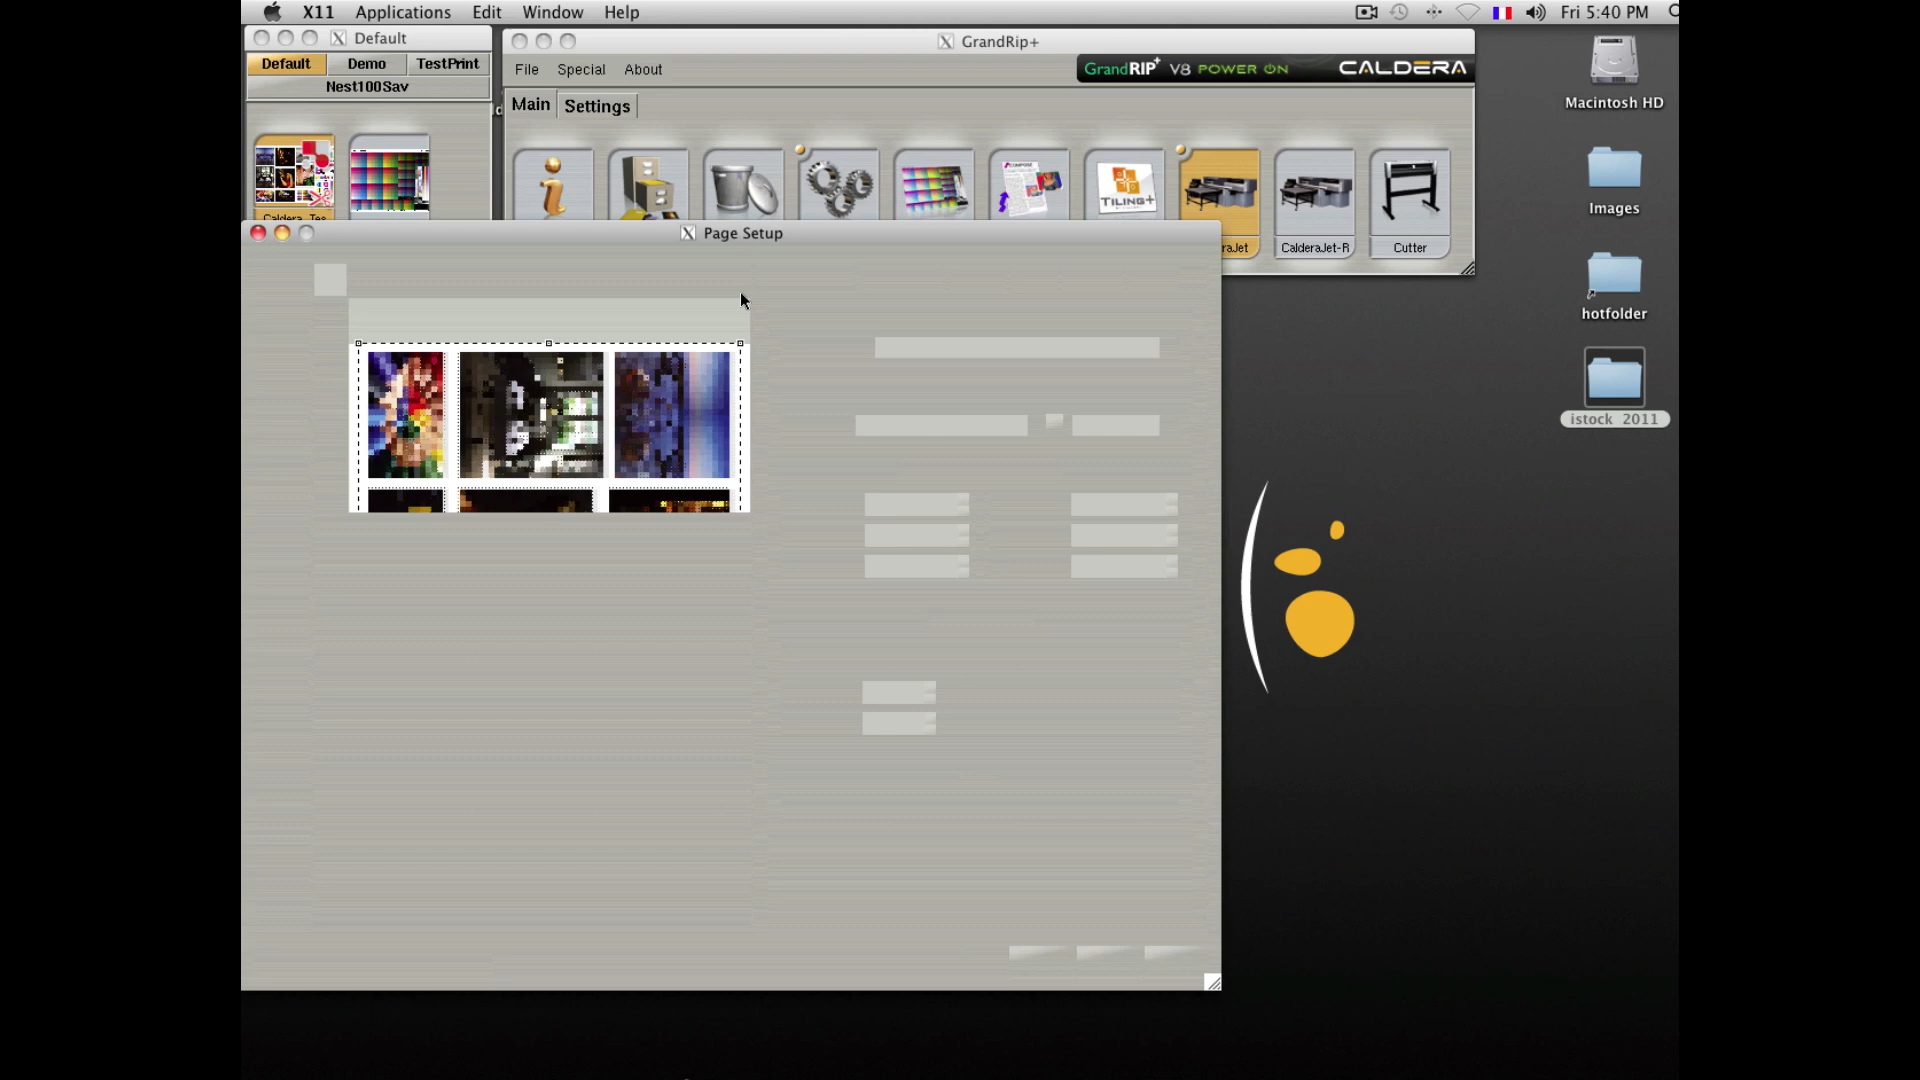 X11 Applications Edit Window Help
Fri 5:40 PM
Default
GrandRip+
Default Demo TestPrint
Nest100Sav
File Special About
GrandRIP+ V8 POWER ON CALDERA
Main Settings
COMPOSE
TILING+
CalderaJet-R
Cutter
Page Setup
Macintosh HD
Images
hotfolder
istock 2011